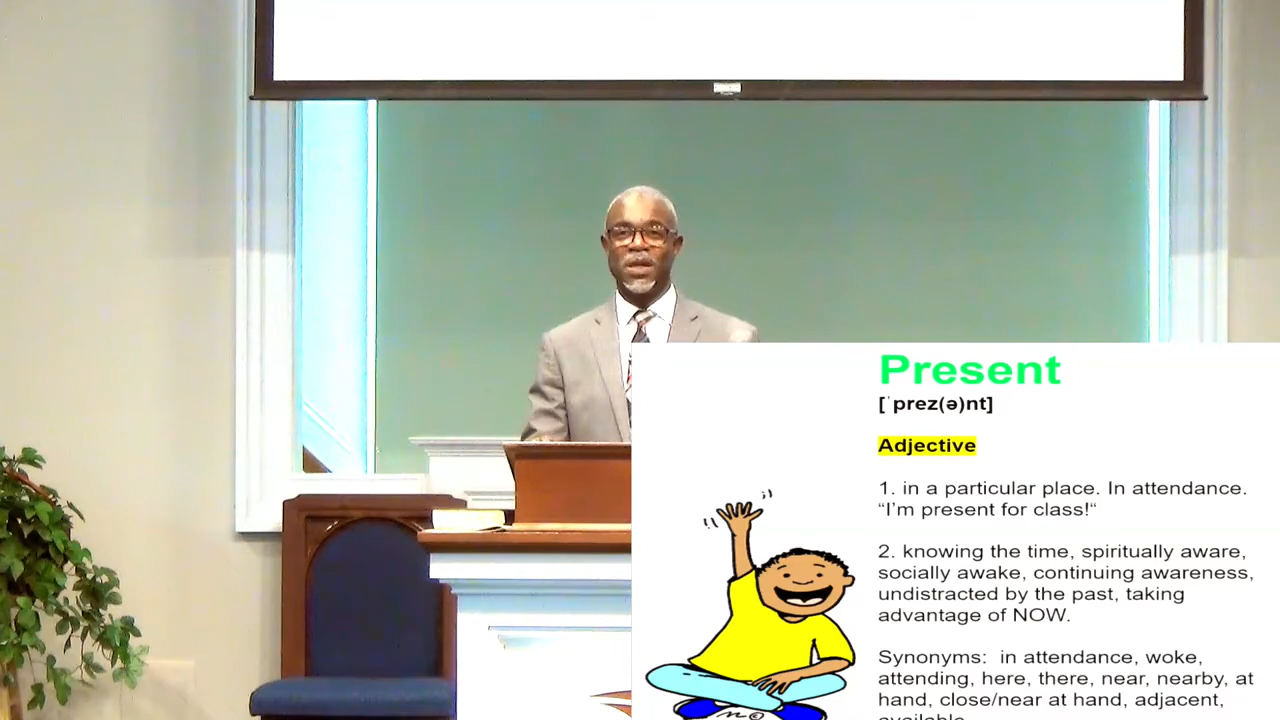 Present
[ˈprez(ə)nt]
Adjective
1. in a particular place. In attendance.
“I’m present for class!“
2. knowing the time, spiritually aware,
socially awake, continuing awareness,
undistracted by the past, taking
advantage of NOW.
Synonyms:  in attendance, woke,
attending, here, there, near, nearby, at
hand, close/near at hand, adjacent,
available